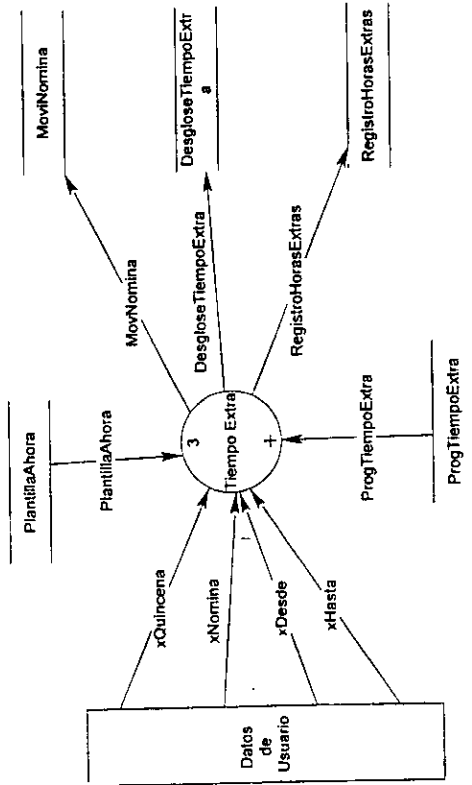 Datos
de
Usuario
xQuincena
xNomina
xDesde
xHasta
PlantillaAhora
PlantillaAhora
3
Tiempo Extra
+
ProgTiempoExtra
ProgTiempoExtra
MovNomina
DesgloseTiempoExtra
RegistroHorasExtras
MoviNomina
DesgloseTiempoExtr
a
RegistroHorasExtras